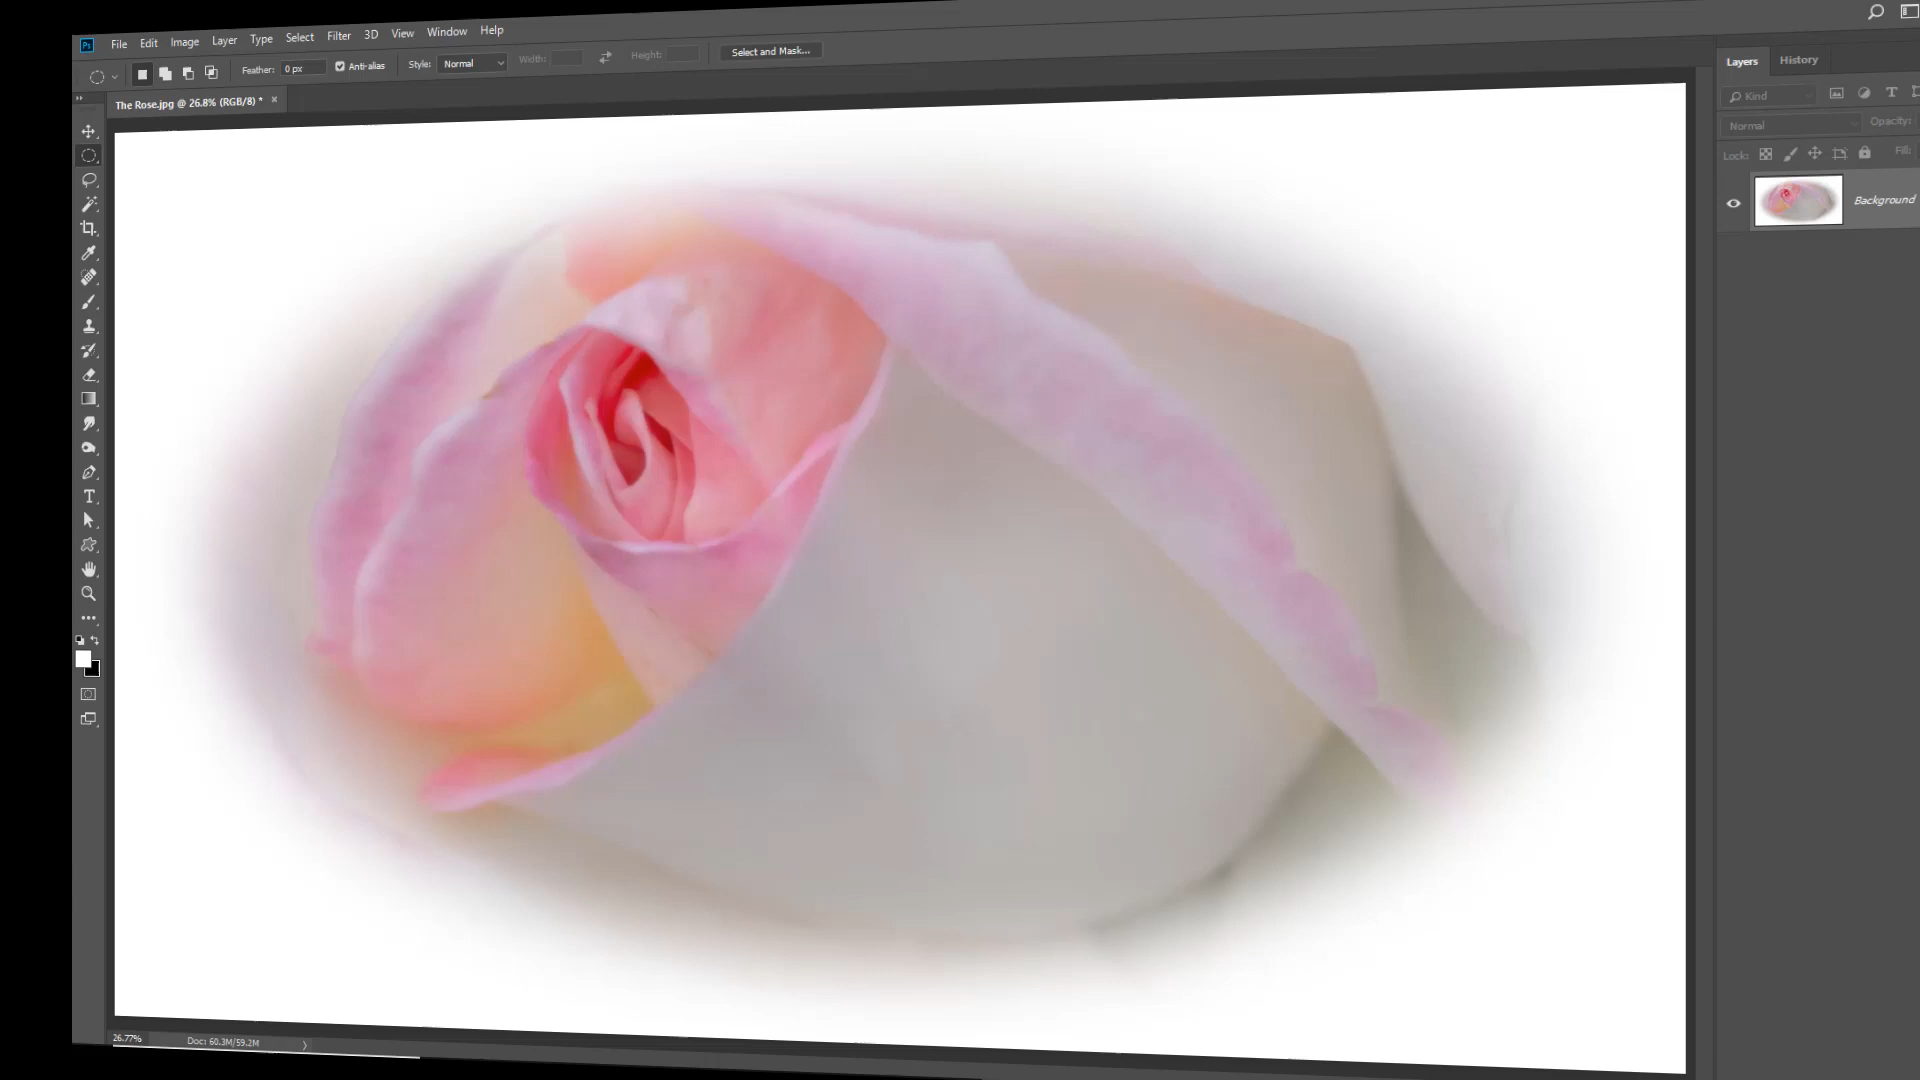 Ps File Edit Image Layer Type Select Filter 3D View Window Help
Feather: 0 px Anti-alias Style: Normal Width: Height: Select and Mask...
The Rose.jpg @ 26.8% (RGB/8) * ×
Layers History
Kind
Normal Opacity:
Lock: Fill:
Background
26.77% Doc: 60.3M/59.2M